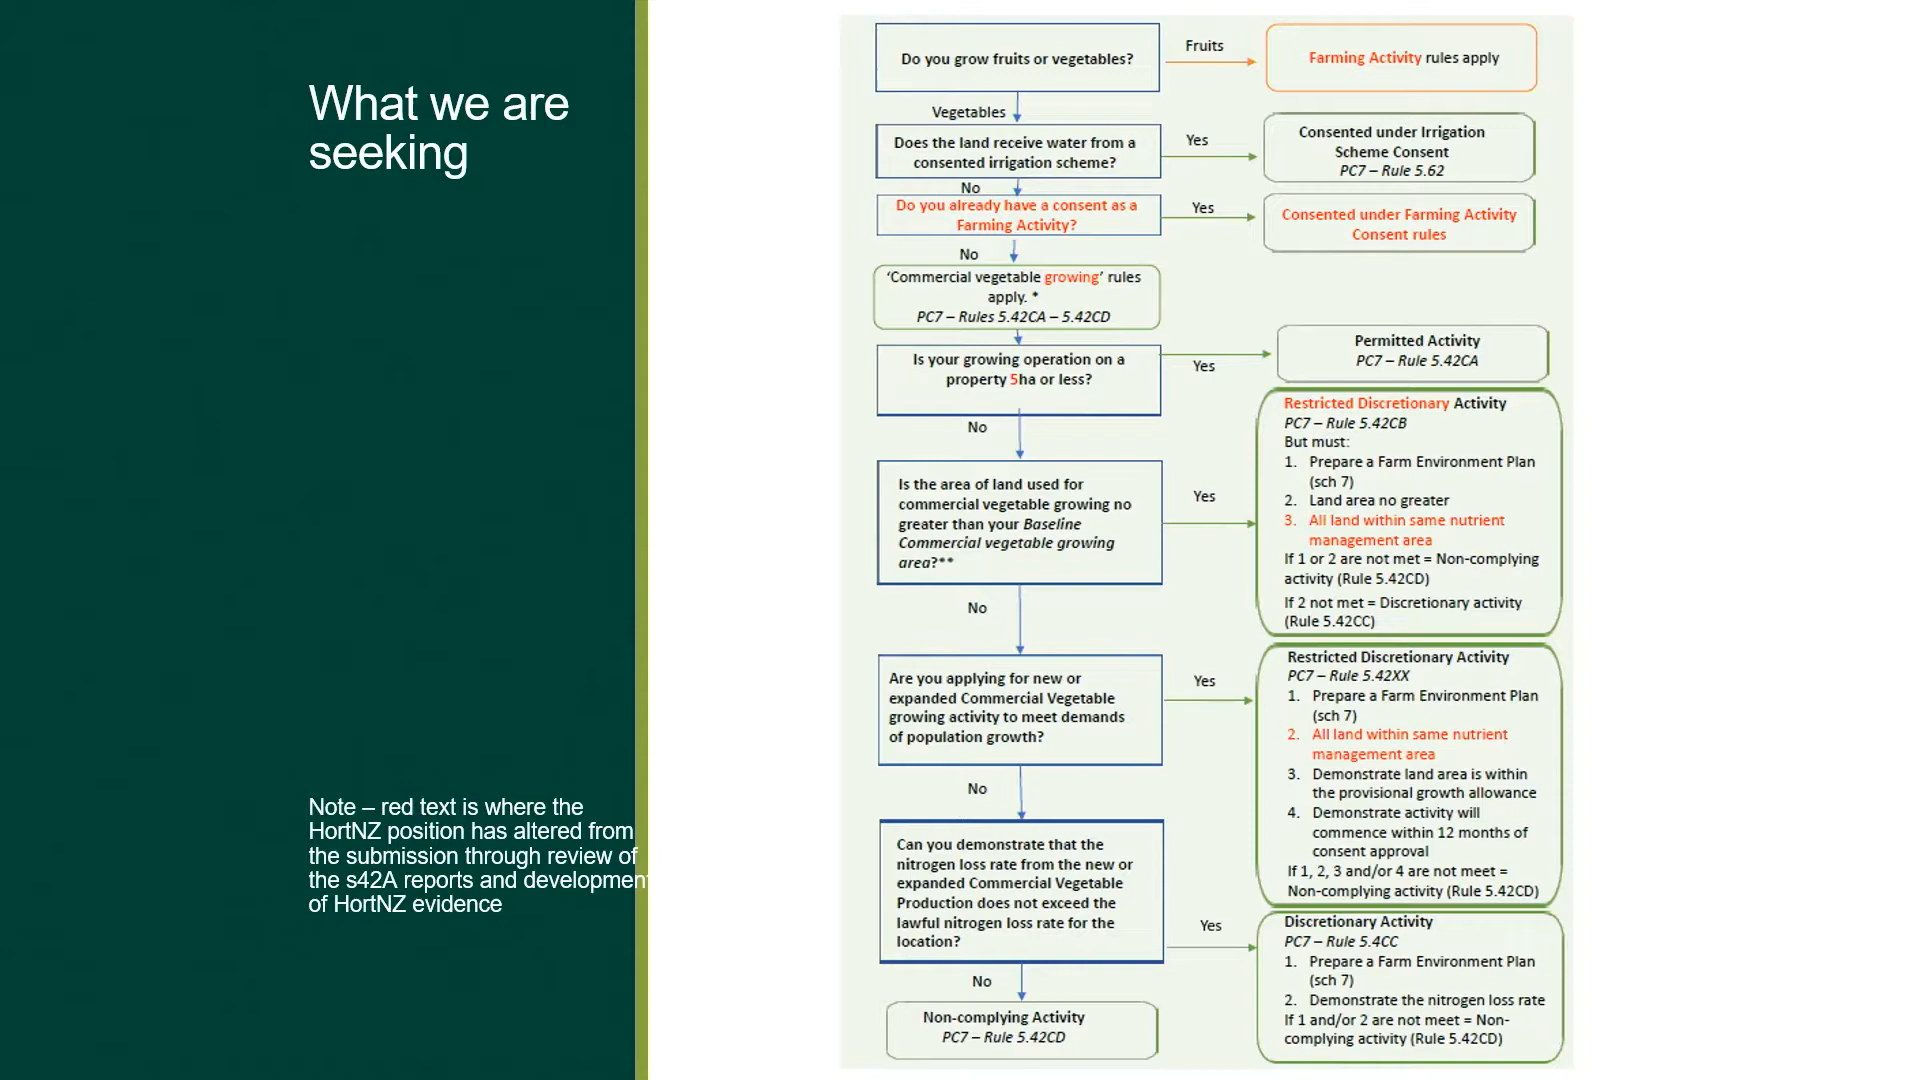 What we are
seeking
Note – red text is where the
HortNZ position has altered from
the submission through review of
the s42A reports and development
of HortNZ evidence
Do you grow fruits or vegetables?
Fruits
Farming Activity rules apply
Vegetables
Does the land receive water from a
consented irrigation scheme?
Yes
Consented under Irrigation
Scheme Consent
PC7 – Rule 5.62
No
Do you already have a consent as a
Farming Activity?
Yes
Consented under Farming Activity
Consent rules
No
‘Commercial vegetable growing’ rules
apply. *
PC7 – Rules 5.42CA – 5.42CD
Is your growing operation on a
property 5ha or less?
Yes
Permitted Activity
PC7 – Rule 5.42CA
No
Is the area of land used for
commercial vegetable growing no
greater than your Baseline
Commercial vegetable growing
area?**
Yes
Restricted Discretionary Activity
PC7 – Rule 5.42CB
But must:
1. Prepare a Farm Environment Plan
(sch 7)
2. Land area no greater
3. All land within same nutrient
management area
If 1 or 2 are not met = Non-complying
activity (Rule 5.42CD)
If 2 not met = Discretionary activity
(Rule 5.42CC)
No
Are you applying for new or
expanded Commercial Vegetable
growing activity to meet demands
of population growth?
Yes
Restricted Discretionary Activity
PC7 – Rule 5.42XX
1. Prepare a Farm Environment Plan
(sch 7)
2. All land within same nutrient
management area
3. Demonstrate land area is within
the provisional growth allowance
4. Demonstrate activity will
commence within 12 months of
consent approval
If 1, 2, 3 and/or 4 are not meet =
Non-complying activity (Rule 5.42CD)
No
Can you demonstrate that the
nitrogen loss rate from the new or
expanded Commercial Vegetable
Production does not exceed the
lawful nitrogen loss rate for the
location?
Yes
Discretionary Activity
PC7 – Rule 5.4CC
1. Prepare a Farm Environment Plan
(sch 7)
2. Demonstrate the nitrogen loss rate
If 1 and/or 2 are not meet = Non-
complying activity (Rule 5.42CD)
No
Non-complying Activity
PC7 – Rule 5.42CD